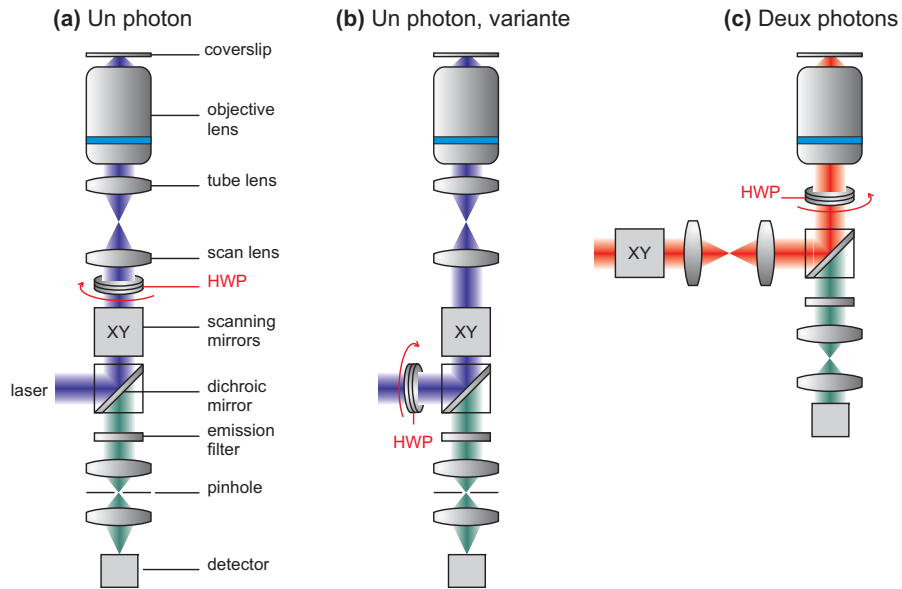 (a) Un photon
coverslip
objective
lens
tube lens
scan lens
HWP
XY
scanning
mirrors
laser
dichroic
mirror
emission
filter
pinhole
detector
(b) Un photon, variante
XY
HWP
(c) Deux photons
HWP
XY